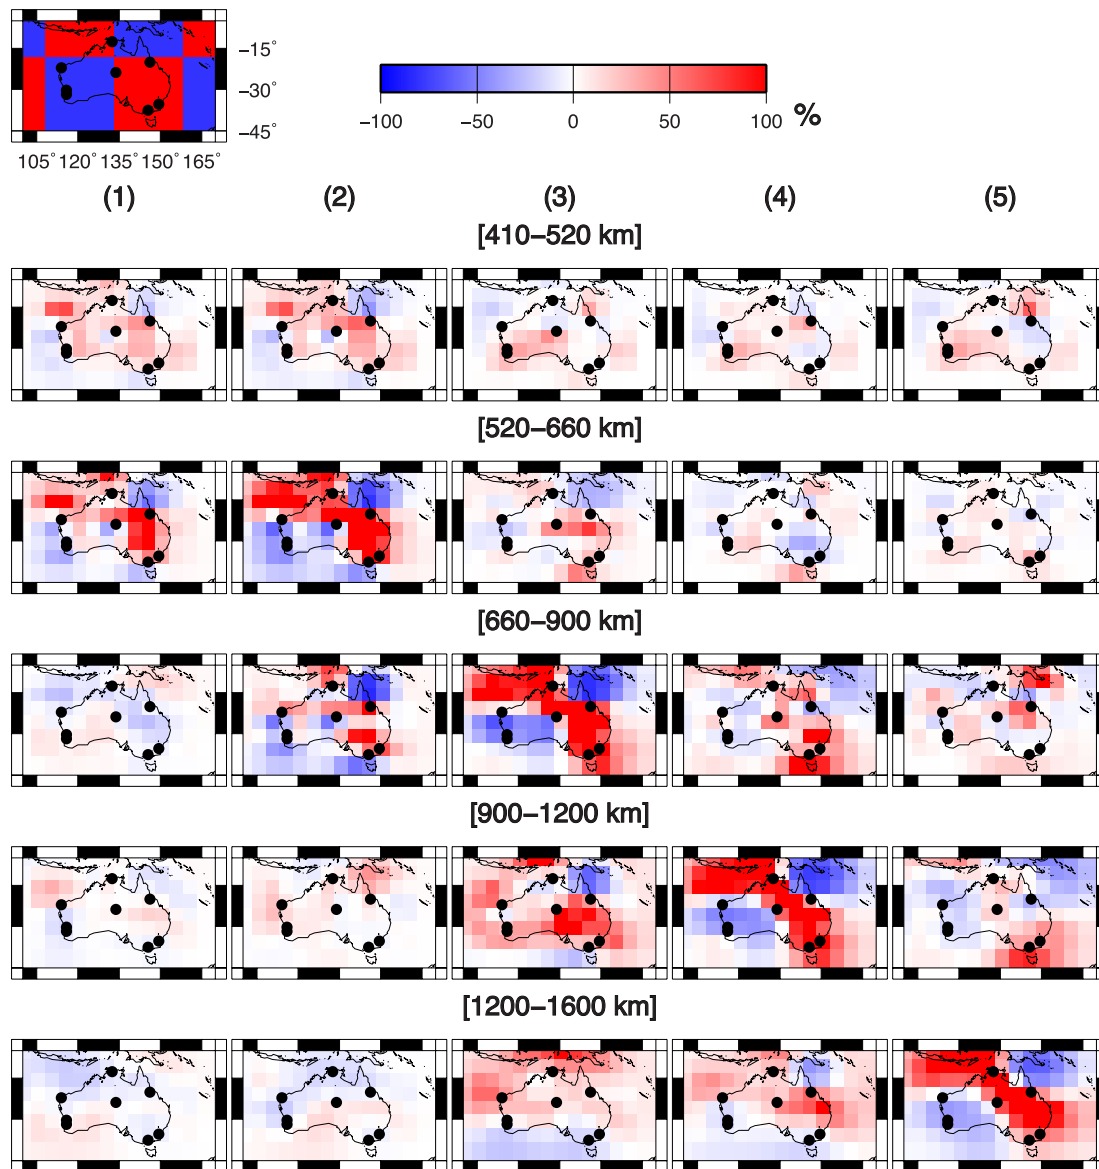 −15°
−30°
−45°
105° 120° 135° 150° 165°
−100 −50 0 50 100 %
(1) (2) (3) (4) (5)
[410−520 km]
[520−660 km]
[660−900 km]
[900−1200 km]
[1200−1600 km]